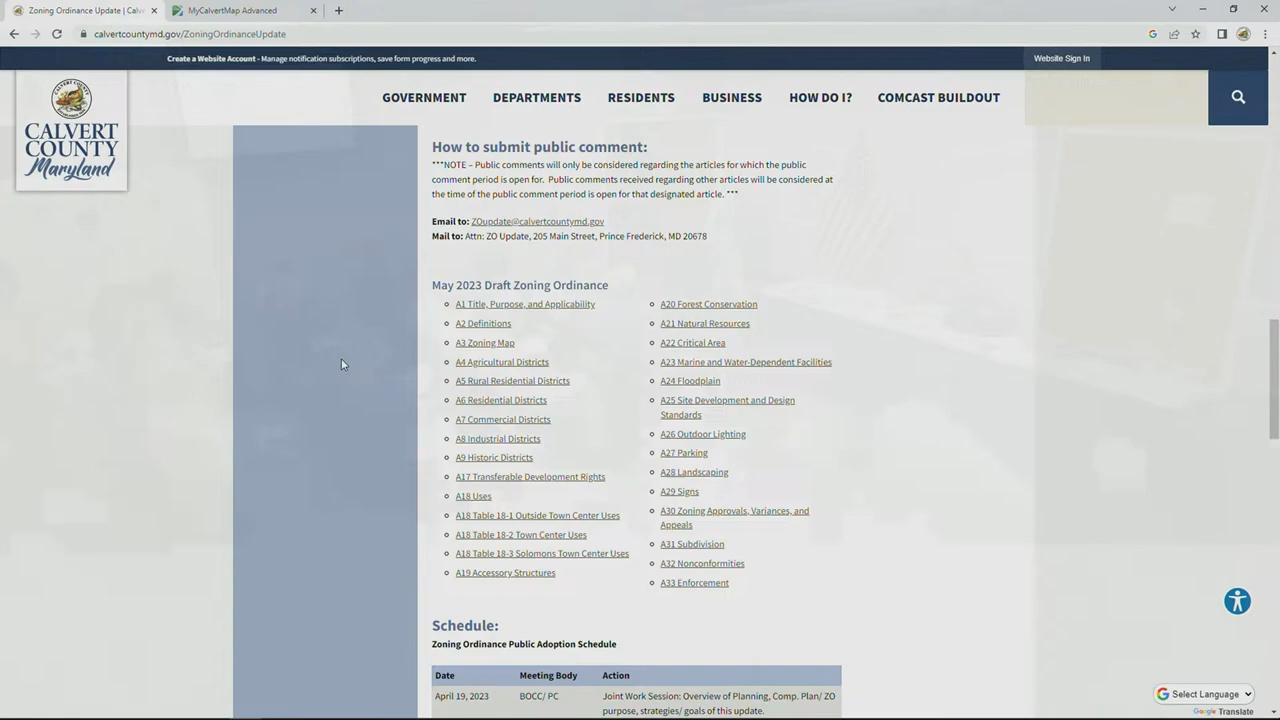 Zoning Ordinance Update | Calv
MyCalvertMap Advanced
calvertcountymd.gov/ZoningOrdinanceUpdate
Create a Website Account - Manage notification subscriptions, save form progress and more.
Website Sign In
CALVERT
COUNTY
Maryland
GOVERNMENT DEPARTMENTS RESIDENTS BUSINESS HOW DO I? COMCAST BUILDOUT
How to submit public comment:
***NOTE – Public comments will only be considered regarding the articles for which the public
comment period is open for. Public comments received regarding other articles will be considered at
the time of the public comment period is open for that designated article. ***
Email to: ZOupdate@calvertcountymd.gov
Mail to: Attn: ZO Update, 205 Main Street, Prince Frederick, MD 20678
May 2023 Draft Zoning Ordinance
A1 Title, Purpose, and Applicability
A2 Definitions
A3 Zoning Map
A4 Agricultural Districts
A5 Rural Residential Districts
A6 Residential Districts
A7 Commercial Districts
A8 Industrial Districts
A9 Historic Districts
A17 Transferable Development Rights
A18 Uses
A18 Table 18-1 Outside Town Center Uses
A18 Table 18-2 Town Center Uses
A18 Table 18-3 Solomons Town Center Uses
A19 Accessory Structures
A20 Forest Conservation
A21 Natural Resources
A22 Critical Area
A23 Marine and Water-Dependent Facilities
A24 Floodplain
A25 Site Development and Design
Standards
A26 Outdoor Lighting
A27 Parking
A28 Landscaping
A29 Signs
A30 Zoning Approvals, Variances, and
Appeals
A31 Subdivision
A32 Nonconformities
A33 Enforcement
Schedule:
Zoning Ordinance Public Adoption Schedule
Date Meeting Body Action
April 19, 2023 BOCC/ PC Joint Work Session: Overview of Planning, Comp. Plan/ ZO
purpose, strategies/ goals of this update.
Select Language
Google Translate